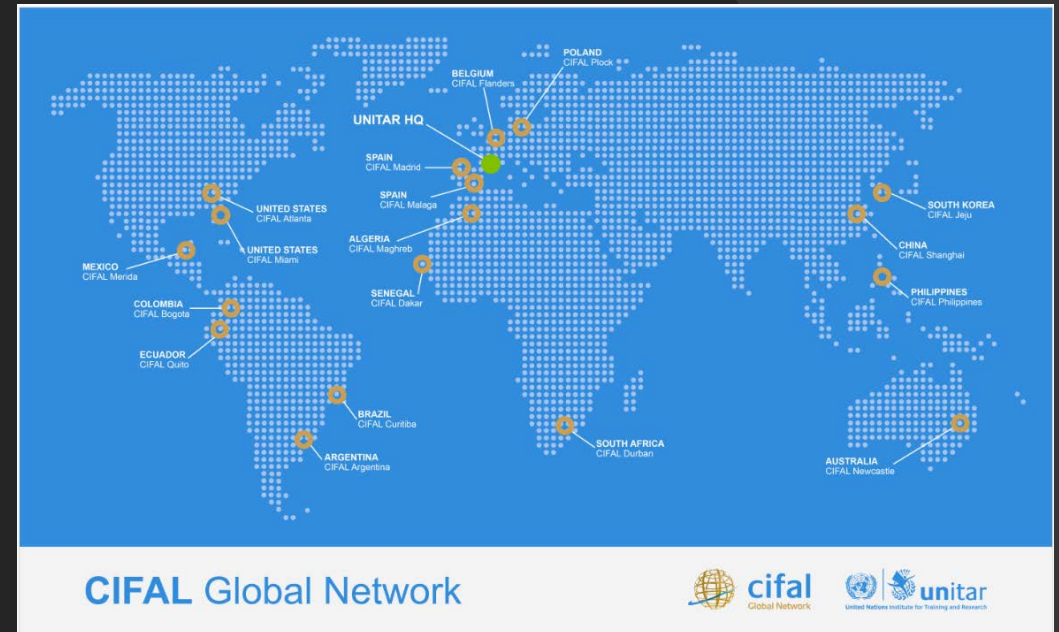 POLAND
CIFAL Plock
BELGIUM
CIFAL Flanders
UNITAR HQ
SPAIN
CIFAL Madrid
SPAIN
CIFAL Malaga
UNITED STATES
CIFAL Atlanta
SOUTH KOREA
CIFAL Jeju
ALGERIA
CIFAL Maghreb
UNITED STATES
CIFAL Miami
CHINA
CIFAL Shanghai
MEXICO
CIFAL Merida
SENEGAL
CIFAL Dakar
PHILIPPINES
CIFAL Philippines
COLOMBIA
CIFAL Bogota
ECUADOR
CIFAL Quito
BRAZIL
CIFAL Curitiba
SOUTH AFRICA
CIFAL Durban
ARGENTINA
CIFAL Argentina
AUSTRALIA
CIFAL Newcastle
CIFAL Global Network
cifal
Global Network
unitar
United Nations Institute for Training and Research